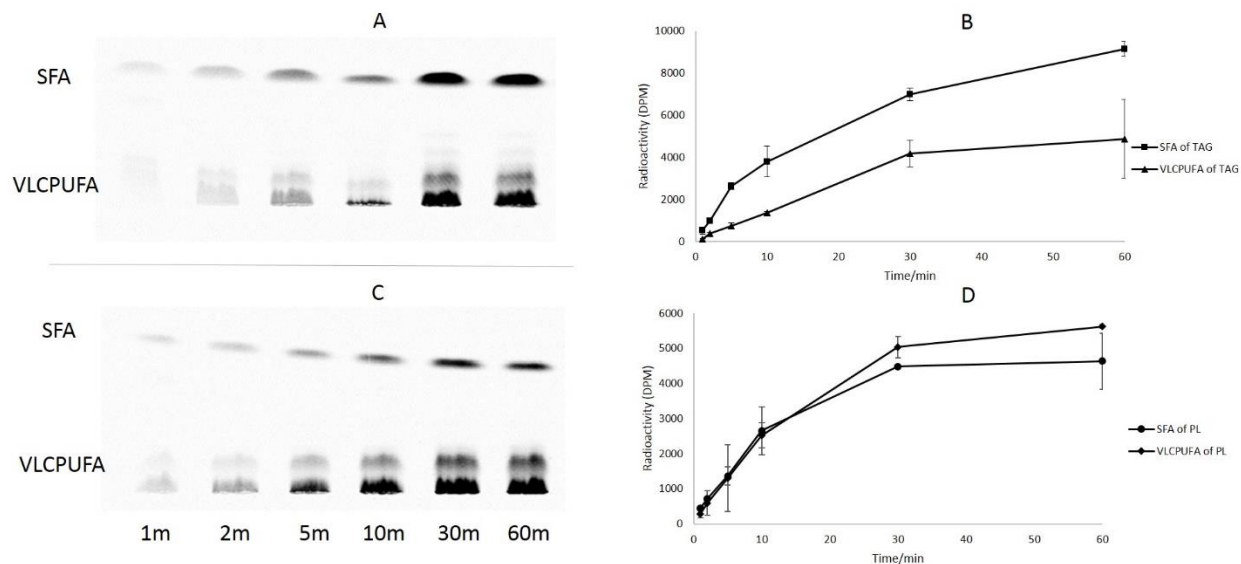 A
SFA
VLCPUFA
B
10000
8000
6000
4000
2000
0
Radioactivity (DPM)
0 10 20 30 40 50 60
Time/min
SFA of TAG
VLCPUFA of TAG
C
SFA
VLCPUFA
1m 2m 5m 10m 30m 60m
D
6000
5000
4000
3000
2000
1000
0
Radioactivity (DPM)
0 10 20 30 40 50 60
Time/min
SFA of PL
VLCPUFA of PL